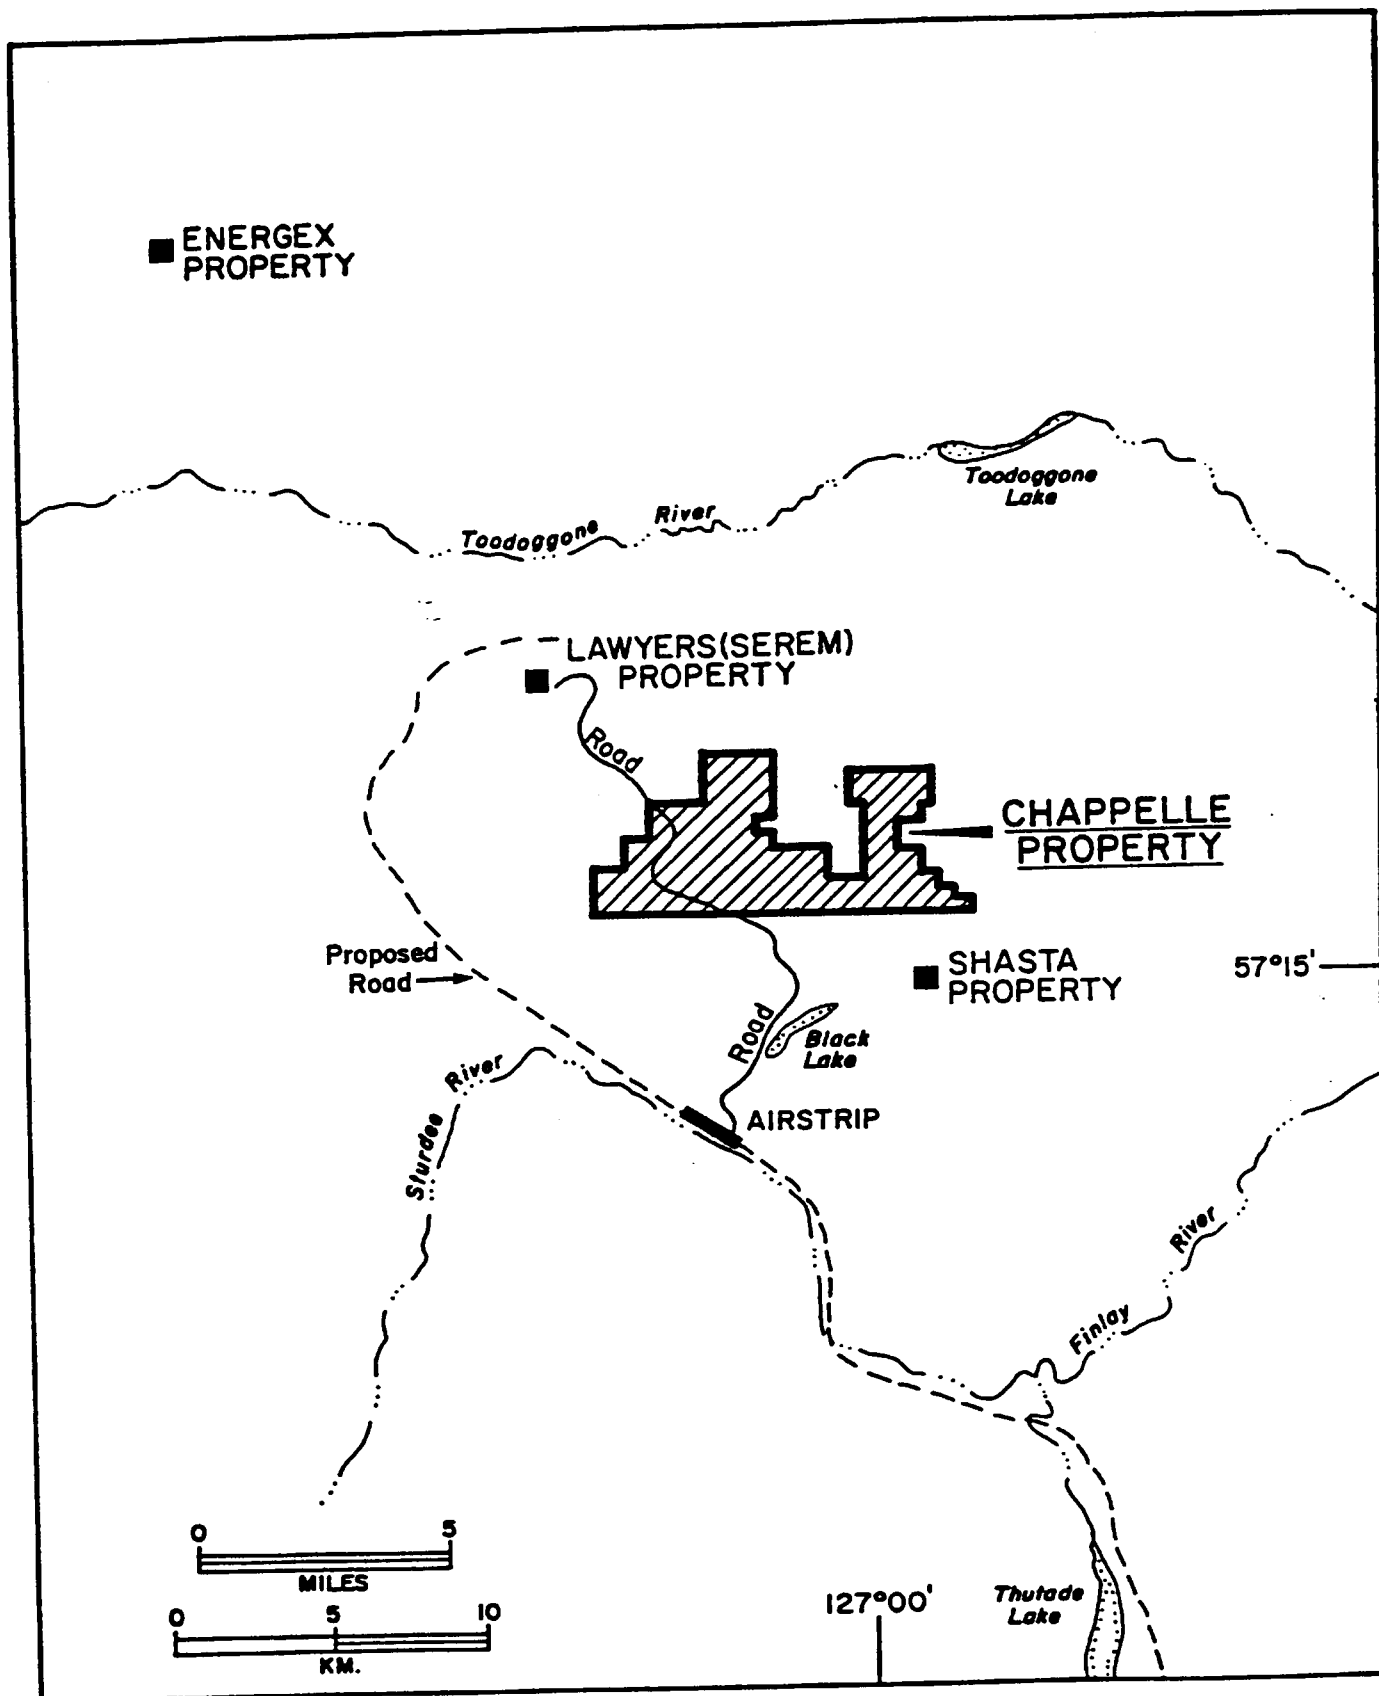 ENERGEX
PROPERTY
Toodoggone
Lake
Toodoggone River
LAWYERS(SEREM)
PROPERTY
Road
CHAPPELLE
PROPERTY
Proposed
Road
SHASTA
PROPERTY
57°15'
Road
Black
Lake
Sturdee River
AIRSTRIP
Finlay River
0 5
MILES
0 5 10
KM.
127°00'
Thutade
Lake